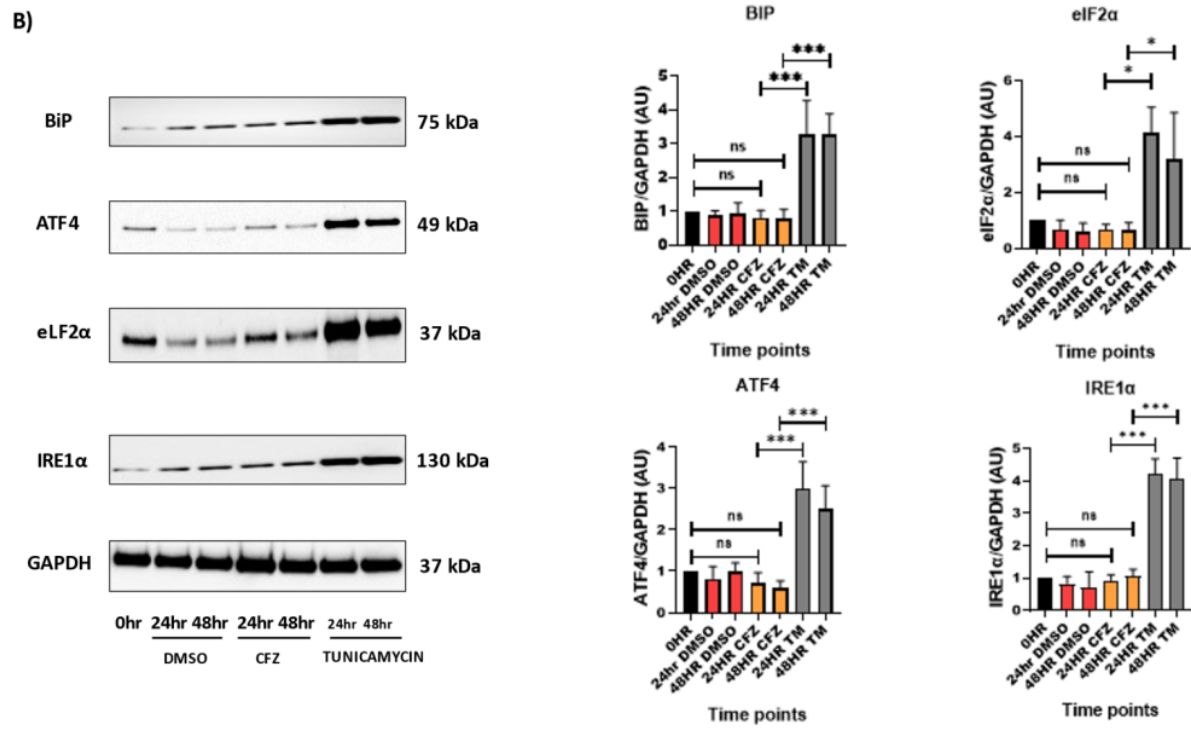 B)
BiP
75 kDa
ATF4
49 kDa
eLF2α
37 kDa
IRE1α
130 kDa
GAPDH
37 kDa
0hr 24hr 48hr 24hr 48hr 24hr 48hr
DMSO CFZ TUNICAMYCIN
BIP
BIP/GAPDH (AU)
5
4
3
2
1
0
ns
ns
***
***
0HR
24hr DMSO
48HR DMSO
24HR CFZ
48HR CFZ
24HR TM
48HR TM
Time points
eIF2α
eIF2α/GAPDH (AU)
6
4
2
0
ns
ns
*
*
0HR
24hr DMSO
48HR DMSO
24HR CFZ
48HR CFZ
24HR TM
48HR TM
Time points
ATF4
ATF4/GAPDH (AU)
4
3
2
1
0
ns
ns
***
***
0HR
24hr DMSO
48HR DMSO
24HR CFZ
48HR CFZ
24HR TM
48HR TM
Time points
IRE1α
IRE1α/GAPDH (AU)
5
4
3
2
1
0
ns
ns
***
***
0HR
24hr DMSO
48HR DMSO
24HR CFZ
48HR CFZ
24HR TM
48HR TM
Time points